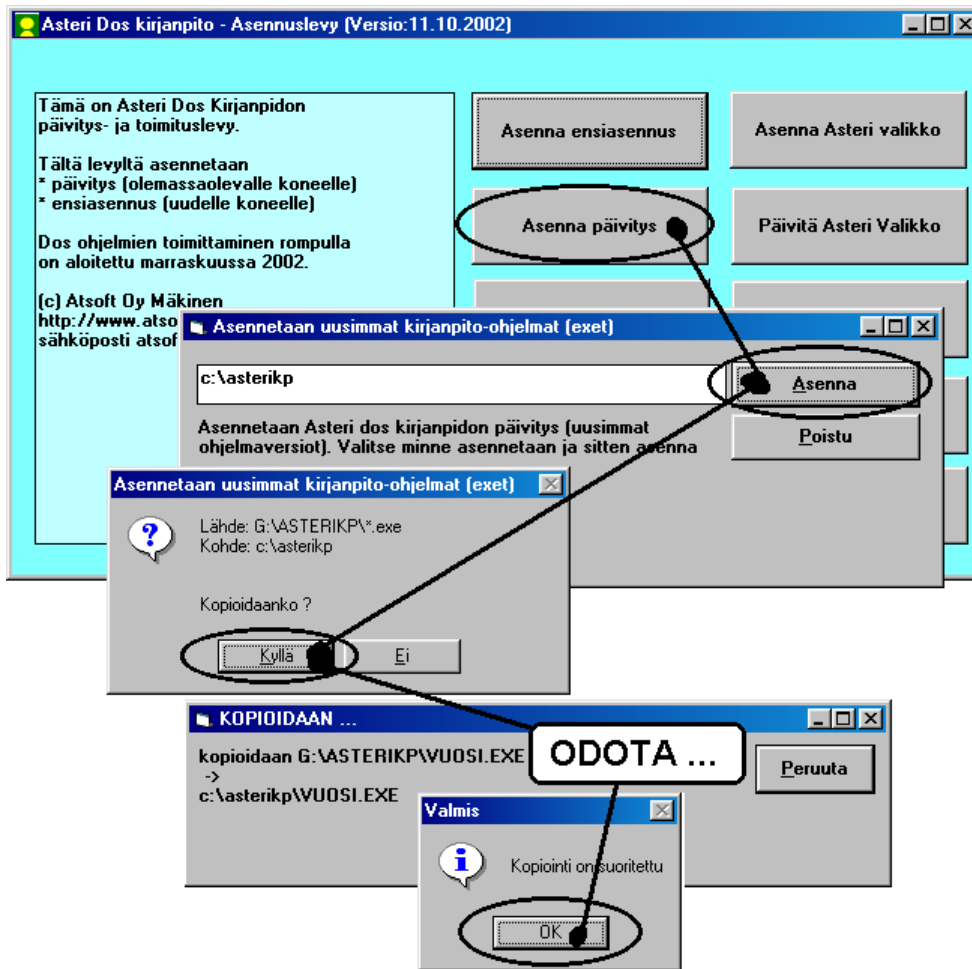 Asteri Dos kirjanpito - Asennuslevy (Versio:11.10.2002)
Tämä on Asteri Dos Kirjanpidon
päivitys- ja toimituslevy.
Tältä levyltä asennetaan
* päivitys (olemassaolevalle koneelle)
* ensiasennus (uudelle koneelle)
Dos ohjelmien toimittaminen rompulla
on aloitettu marraskuussa 2002.
(c) Atsoft Oy Mäkinen
http://www.atso
sähköposti atsof
Asenna ensiasennus
Asenna Asteri valikko
Asenna päivitys
Päivitä Asteri Valikko
Asennetaan uusimmat kirjanpito-ohjelmat (exet)
c:\asterikp
Asenna
Asennetaan Asteri dos kirjanpidon päivitys (uusimmat
ohjelmaversiot). Valitse minne asennetaan ja sitten asenna
Poistu
Asennetaan uusimmat kirjanpito-ohjelmat (exet)
Lähde: G:\ASTERIKP\*.exe
Kohde: c:\asterikp
Kopioidaanko ?
Kyllä
Ei
KOPIOIDAAN ...
kopioidaan G:\ASTERIKP\VUOSI.EXE
->
c:\asterikp\VUOSI.EXE
ODOTA ...
Peruuta
Valmis
Kopiointi on suoritettu
OK